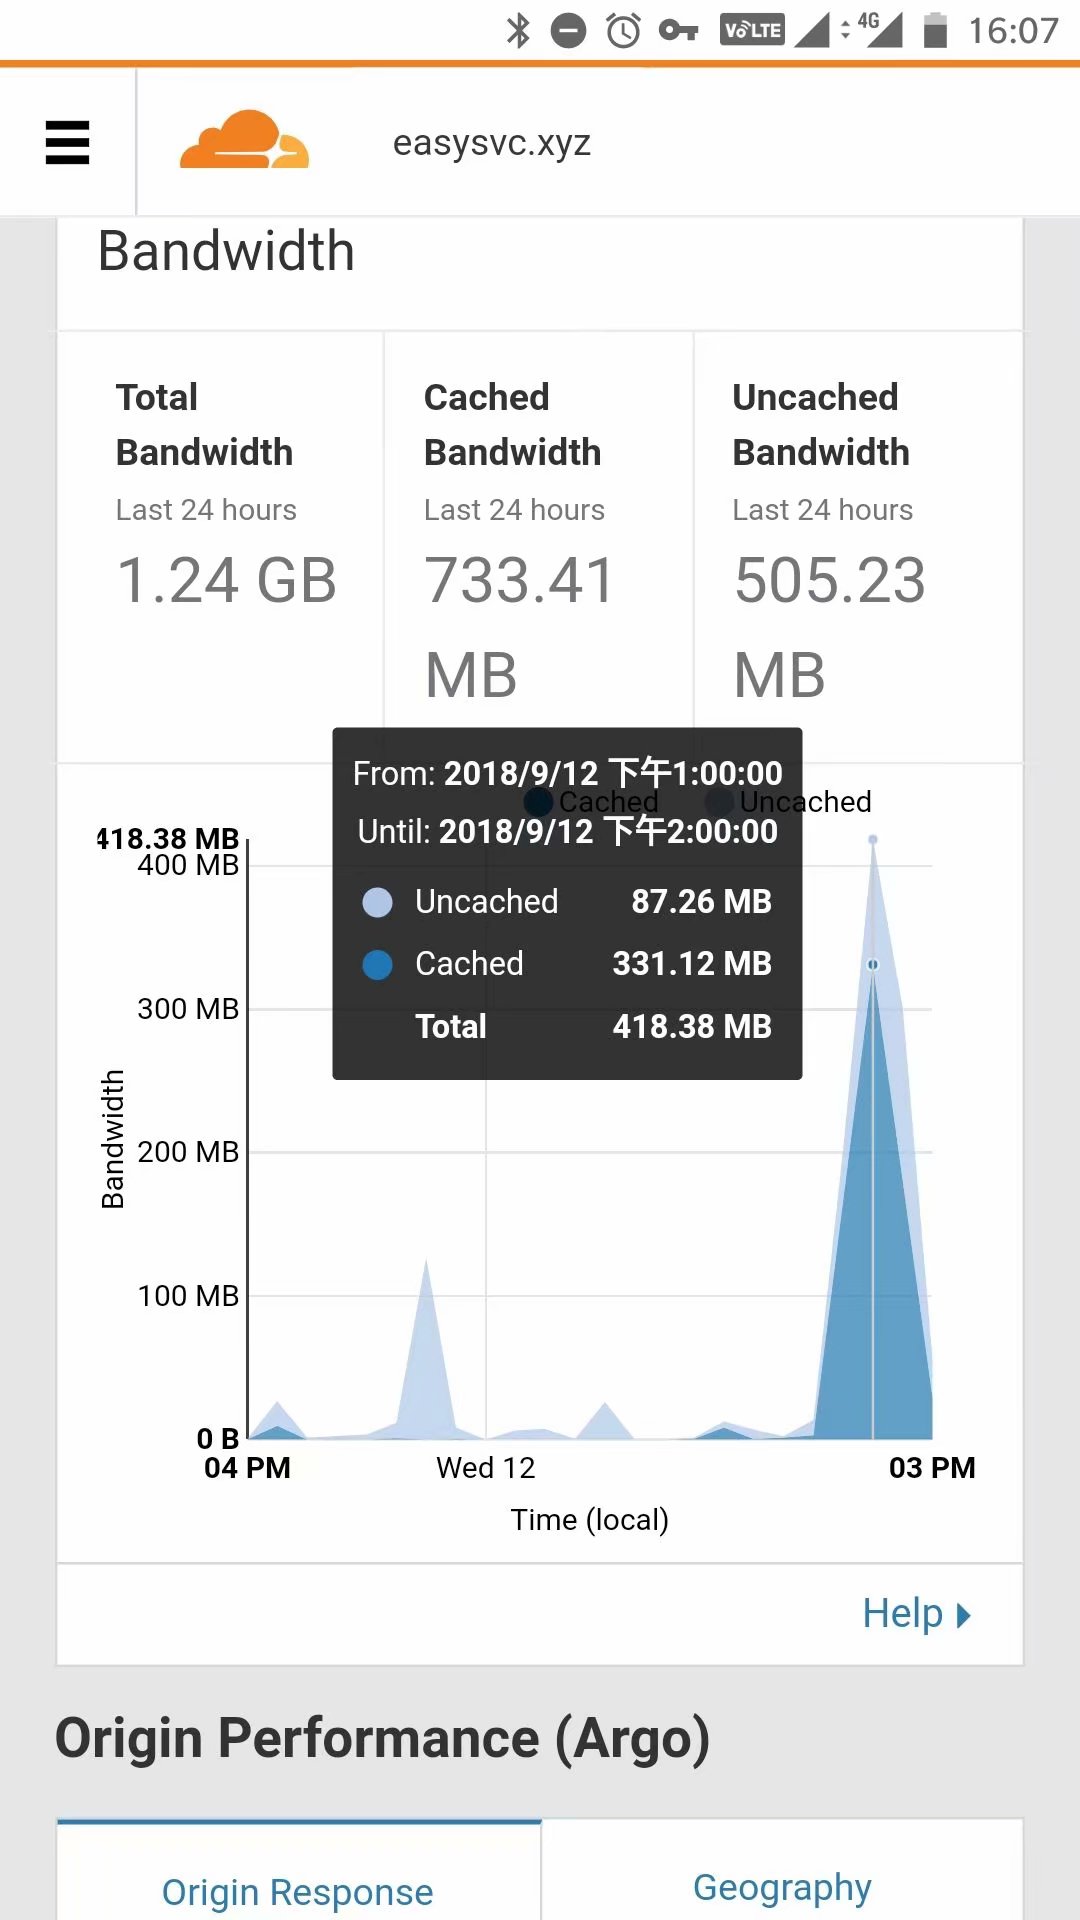 VoLTE 4G 16:07
easysvc.xyz
Bandwidth
Total Bandwidth
Last 24 hours
1.24 GB
Cached Bandwidth
Last 24 hours
733.41 MB
Uncached Bandwidth
Last 24 hours
505.23 MB
From: 2018/9/12 下午1:00:00
Cached Uncached
Until: 2018/9/12 下午2:00:00
Uncached 87.26 MB
Cached 331.12 MB
Total 418.38 MB
418.38 MB
400 MB
300 MB
200 MB
100 MB
0 B
Bandwidth
04 PM Wed 12 03 PM
Time (local)
Help
Origin Performance (Argo)
Origin Response Geography